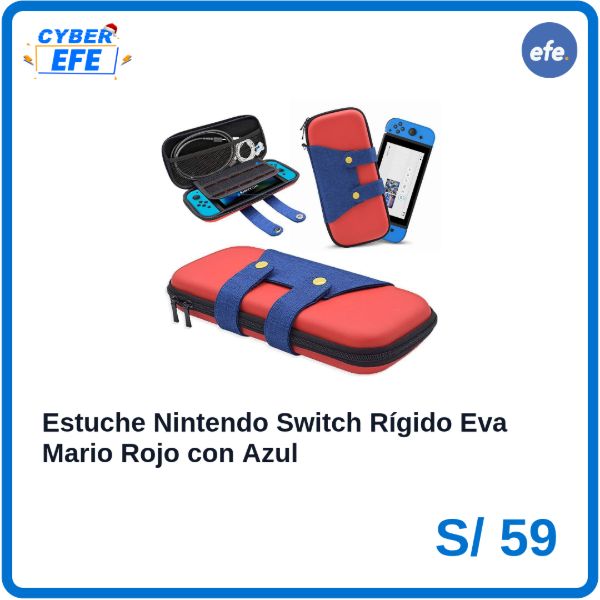 CYBER
EFE
efe.
Estuche Nintendo Switch Rígido Eva
Mario Rojo con Azul
S/ 59